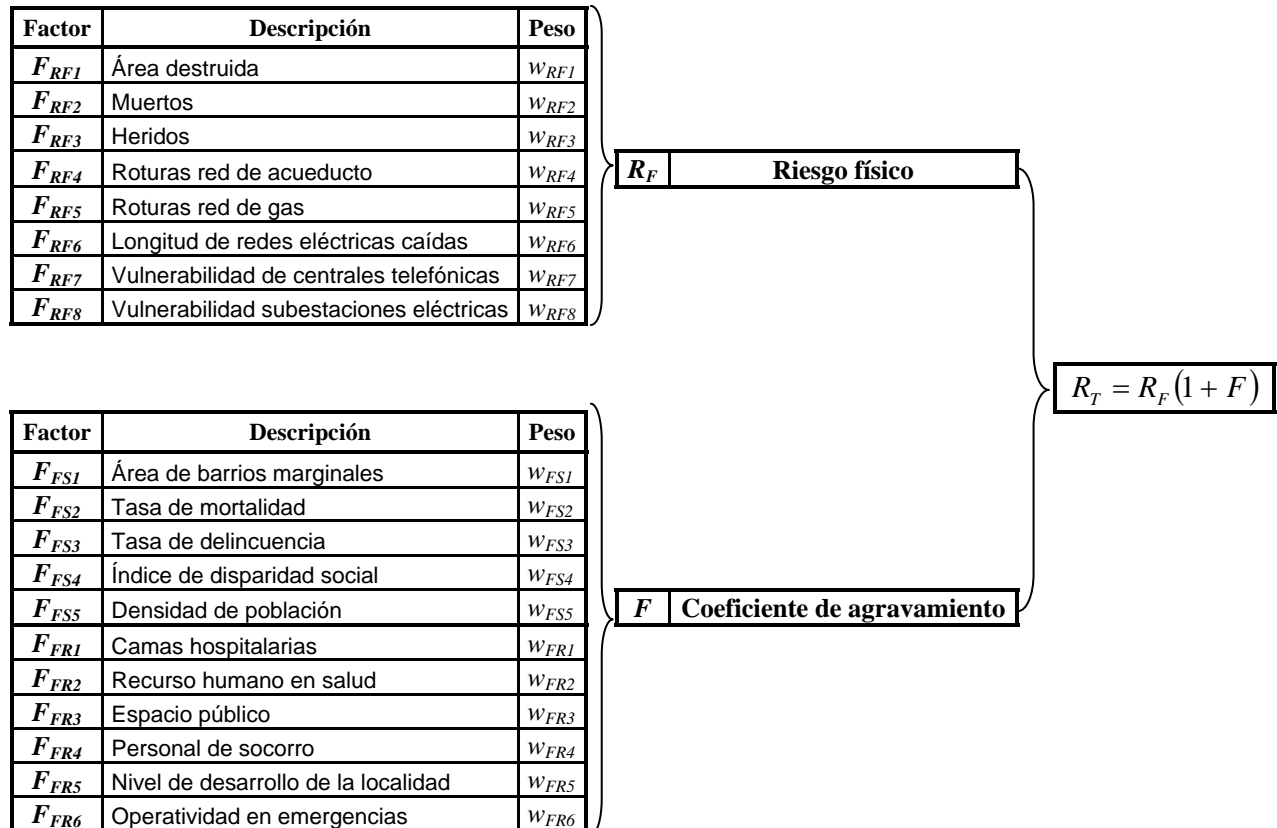 Factor Descripción Peso
F_RF1 Área destruida w_RF1
F_RF2 Muertos w_RF2
F_RF3 Heridos w_RF3
F_RF4 Roturas red de acueducto w_RF4
F_RF5 Roturas red de gas w_RF5
F_RF6 Longitud de redes eléctricas caídas w_RF6
F_RF7 Vulnerabilidad de centrales telefónicas w_RF7
F_RF8 Vulnerabilidad subestaciones eléctricas w_RF8
R_F Riesgo físico
Factor Descripción Peso
F_FS1 Área de barrios marginales w_FS1
F_FS2 Tasa de mortalidad w_FS2
F_FS3 Tasa de delincuencia w_FS3
F_FS4 Índice de disparidad social w_FS4
F_FS5 Densidad de población w_FS5
F_FR1 Camas hospitalarias w_FR1
F_FR2 Recurso humano en salud w_FR2
F_FR3 Espacio público w_FR3
F_FR4 Personal de socorro w_FR4
F_FR5 Nivel de desarrollo de la localidad w_FR5
F_FR6 Operatividad en emergencias w_FR6
F Coeficiente de agravamiento
R_T = R_F(1 + F)